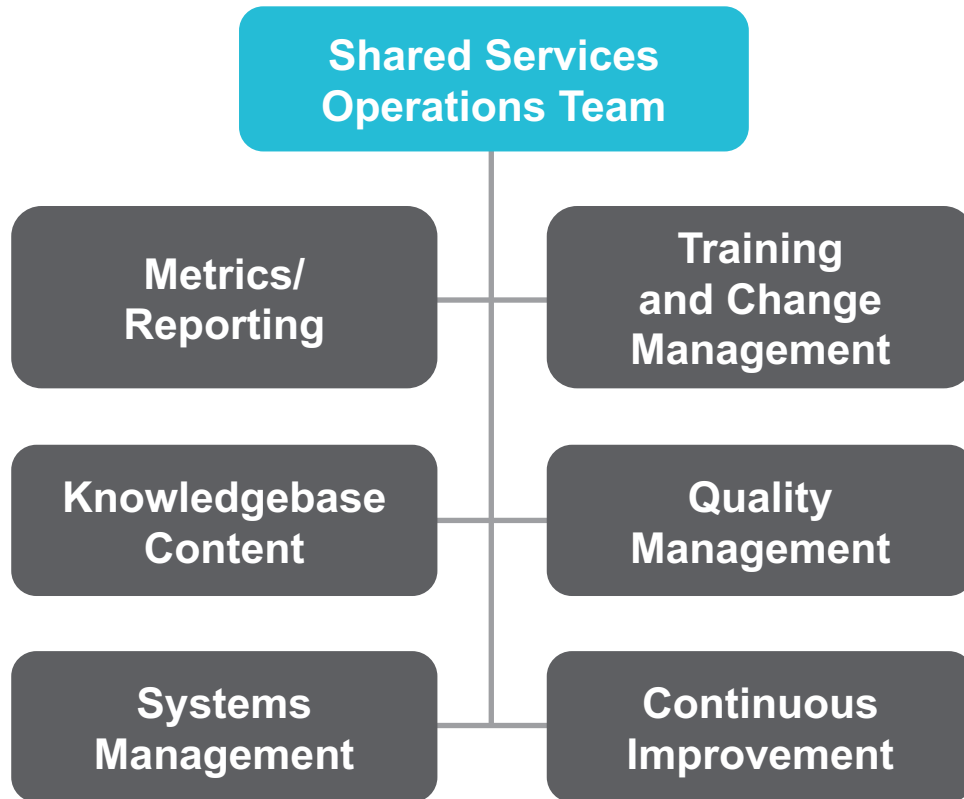 Shared Services
Operations Team
Metrics/
Reporting
Training
and Change
Management
Knowledgebase
Content
Quality
Management
Systems
Management
Continuous
Improvement